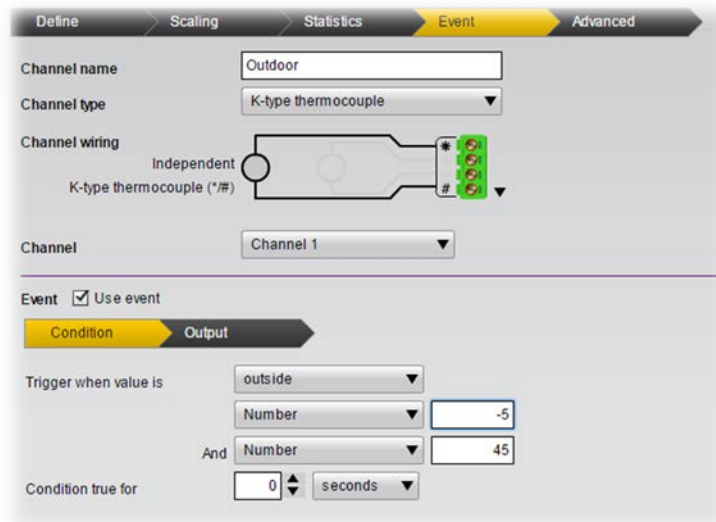 Define Scaling Statistics Event Advanced
Channel name Outdoor
Channel type K-type thermocouple
Channel wiring
Independent
K-type thermocouple (*/#)
*
#
Channel Channel 1
Event Use event
Condition Output
Trigger when value is outside
Number -5
And Number 45
Condition true for 0 seconds